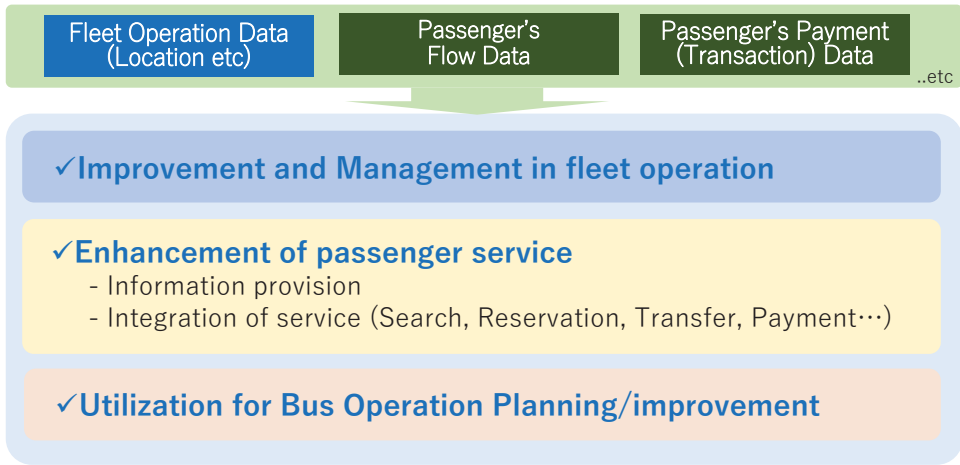 Fleet Operation Data
(Location etc)
Passenger's
Flow Data
Passenger's Payment
(Transaction) Data
..etc
✓Improvement and Management in fleet operation
✓Enhancement of passenger service
- Information provision
- Integration of service (Search, Reservation, Transfer, Payment⋯)
✓Utilization for Bus Operation Planning/improvement